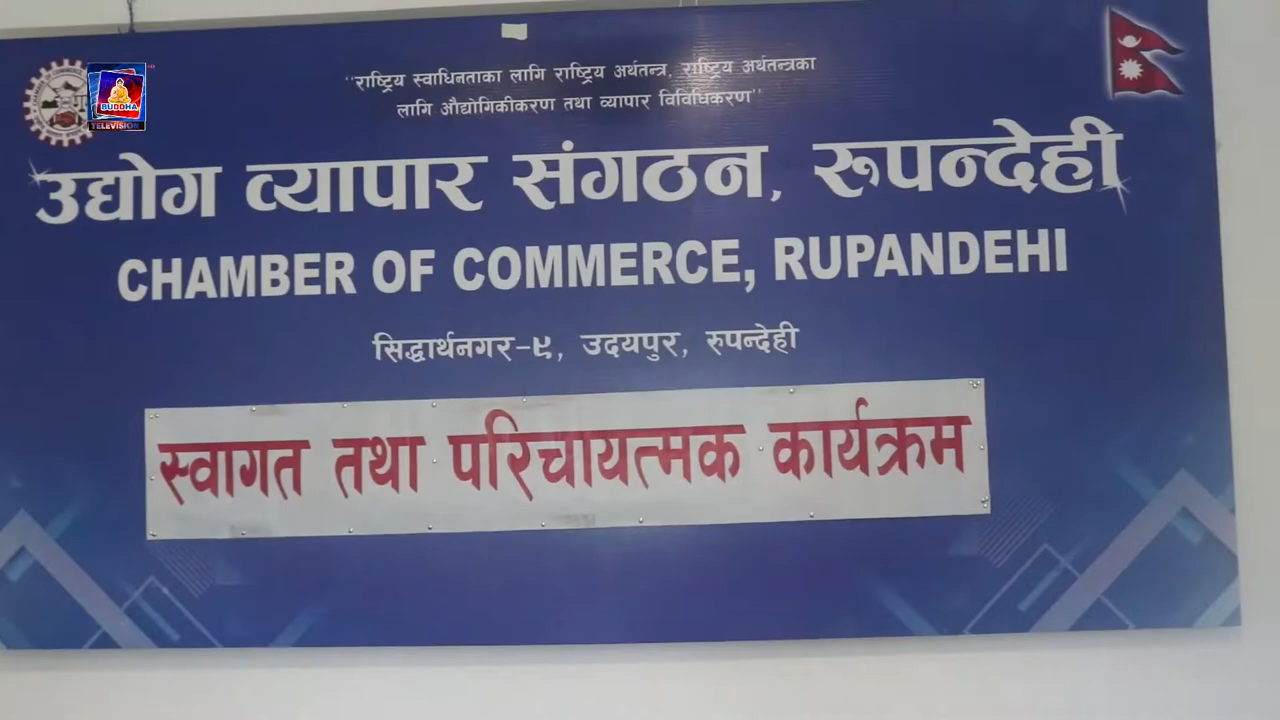 "राष्ट्रिय स्वाधिनताका लागि राष्ट्रिय अर्थतन्त्र, राष्ट्रिय अर्थतन्त्रका
लागि औद्योगिकीकरण तथा व्यापार विविधिकरण"
BUDDHA
TELEVISION
उद्योग व्यापार संगठन, रुपन्देही
CHAMBER OF COMMERCE, RUPANDEHI
सिद्धार्थनगर-९, उदयपुर, रुपन्देही
स्वागत तथा परिचायत्मक कार्यक्रम